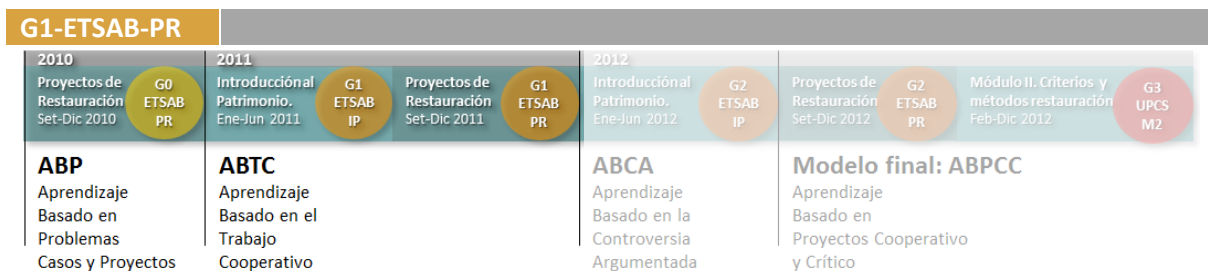 G1-ETSAB-PR
2010
Proyectos de
Restauración
Set-Dic 2010
G0
ETSAB
PR
2011
Introducciónal
Patrimonio.
Ene-Jun 2011
G1
ETSAB
IP
Proyectos de
Restauración
Set-Dic 2011
G1
ETSAB
PR
2012
Introducciónal
Patrimonio.
Ene-Jun 2012
G2
ETSAB
IP
Proyectos de
Restauración
Set-Dic 2012
G2
ETSAB
PR
Módulo II. Criterios y
métodos restauración
Feb-Dic 2012
G3
UPCS
M2
ABP
Aprendizaje
Basado en
Problemas
Casos y Proyectos
ABTC
Aprendizaje
Basado en el
Trabajo
Cooperativo
ABCA
Aprendizaje
Basado en la
Controversia
Argumentada
Modelo final: ABPCC
Aprendizaje
Basado en
Proyectos Cooperativo
y Crítico